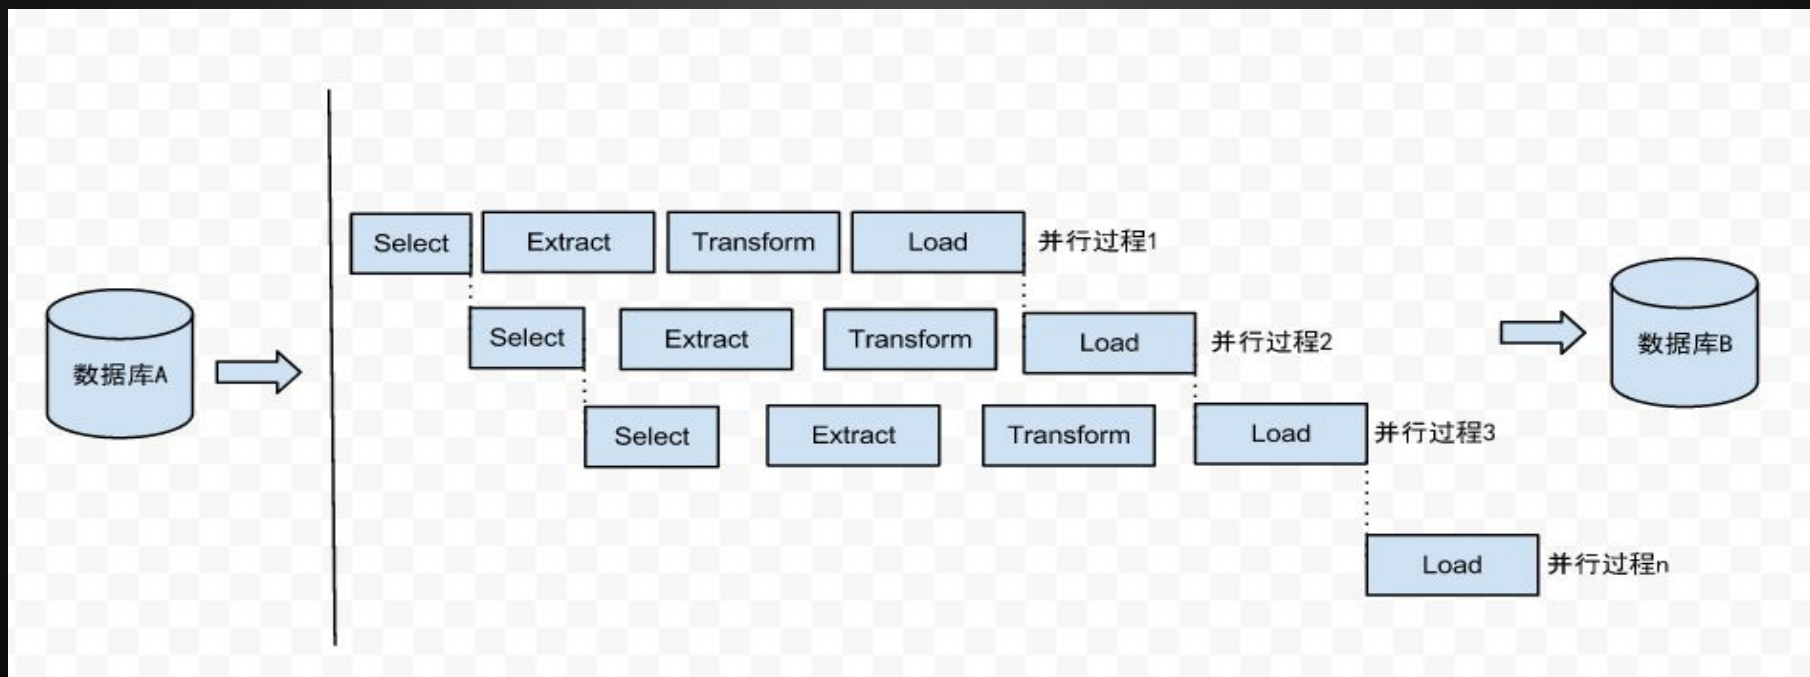 Select Extract Transform Load 并行过程1
Select Extract Transform Load 并行过程2
数据库A
数据库B
Select Extract Transform Load 并行过程3
Load 并行过程n